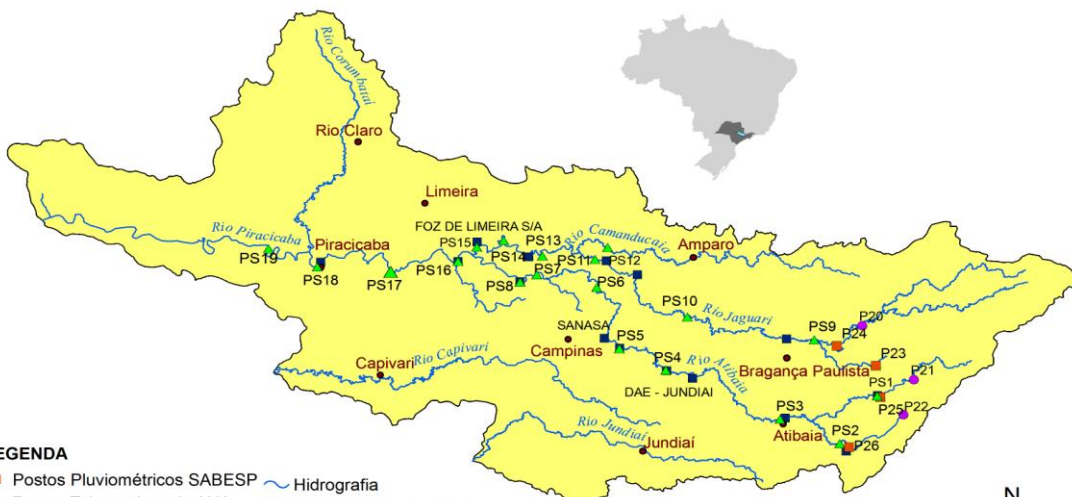 Rio Corumbataí
Rio Claro
Limeira
FOZ DE LIMEIRA S/A
Rio Piracicaba
Piracicaba
PS19
PS18
PS17
PS16
PS15
PS14
PS13
PS7
PS8
PS11
PS12
PS6
Rio Camanducaia
Amparo
PS10
Rio Jaguari
PS9
P20
P24
P23
SANASA
PS5
Campinas
PS4
Rio Atibaia
DAE - JUNDIAI
Bragança Paulista
PS1
P21
P25
P22
Capivari
Rio Capivari
PS3
Atibaia
PS2
P26
Rio Jundiaí
Jundiaí
EGENDA
Postos Pluviométricos SABESP
Hidrografia
N